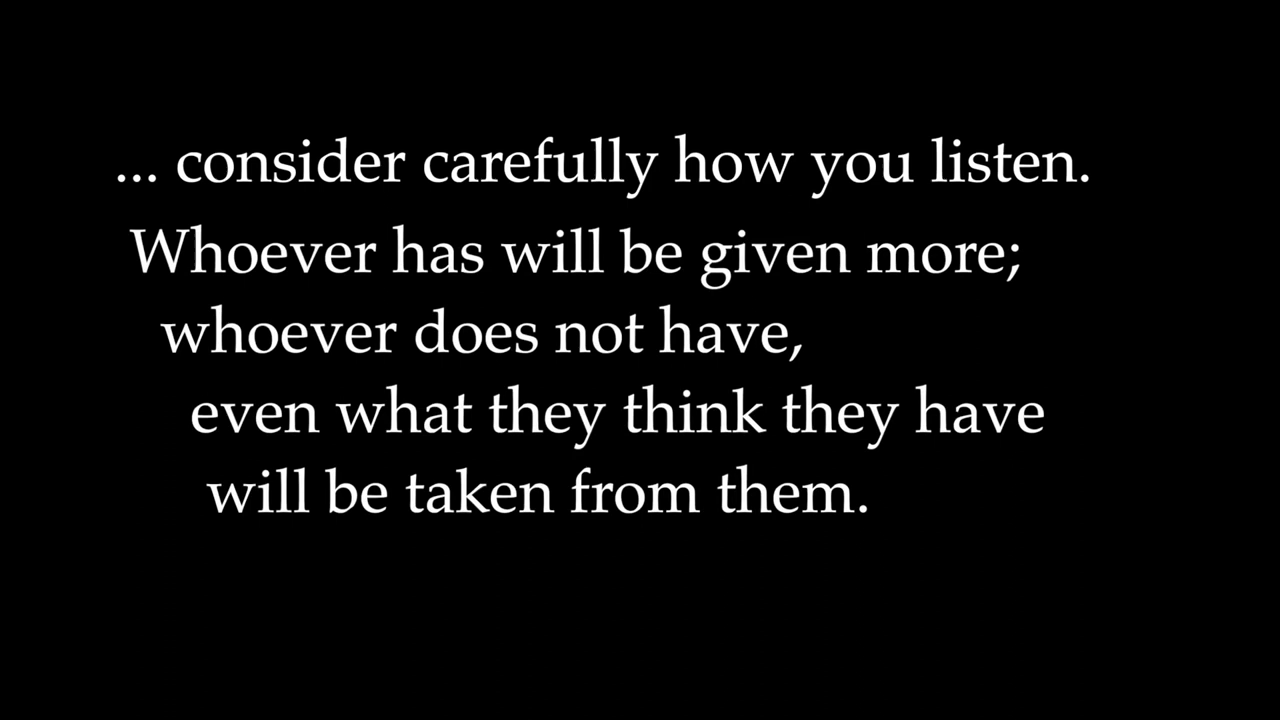 ... consider carefully how you listen.
Whoever has will be given more;
whoever does not have,
even what they think they have
will be taken from them.